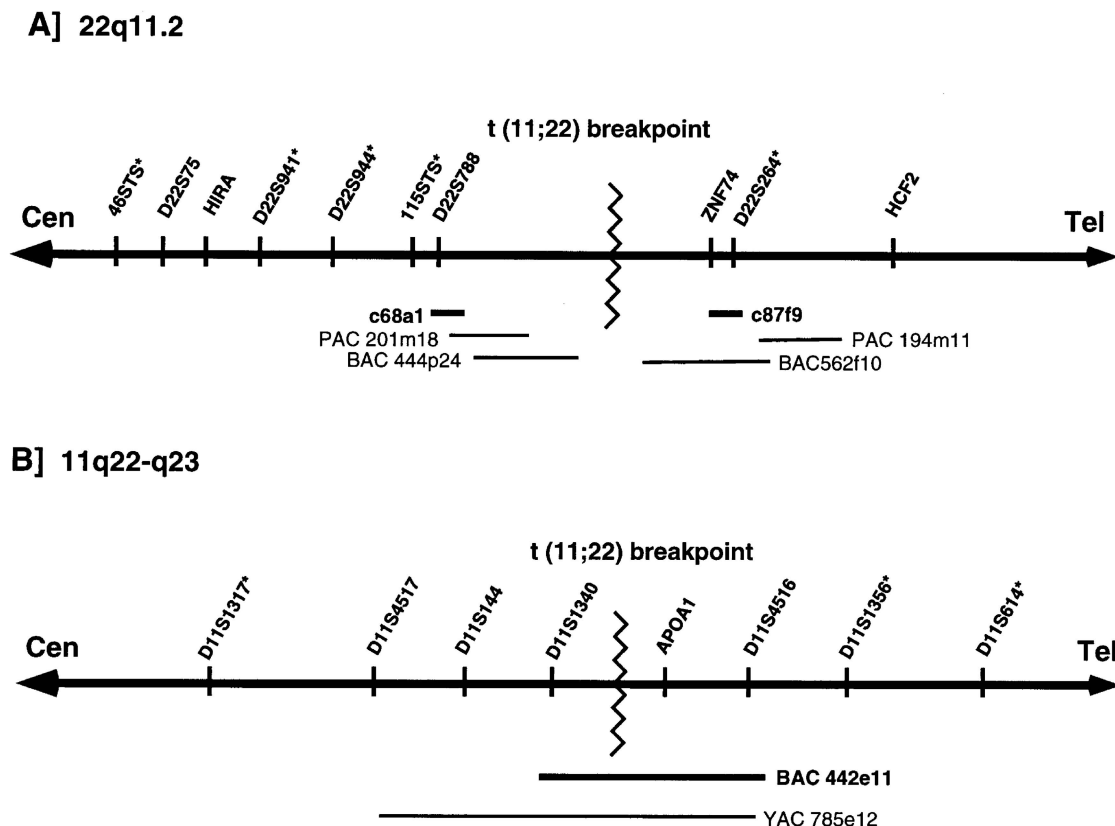 A] 22q11.2
t (11;22) breakpoint
46STS*
D22S75
HIRA
D22S941*
D22S944*
115STS*
D22S788
ZNF74
D22S264*
HCF2
Cen
Tel
c68a1
c87f9
PAC 201m18
PAC 194m11
BAC 444p24
BAC562f10
B] 11q22-q23
t (11;22) breakpoint
D11S1317*
D11S4517
D11S144
D11S1340
APOA1
D11S4516
D11S1356*
D11S614*
Cen
Tel
BAC 442e11
YAC 785e12